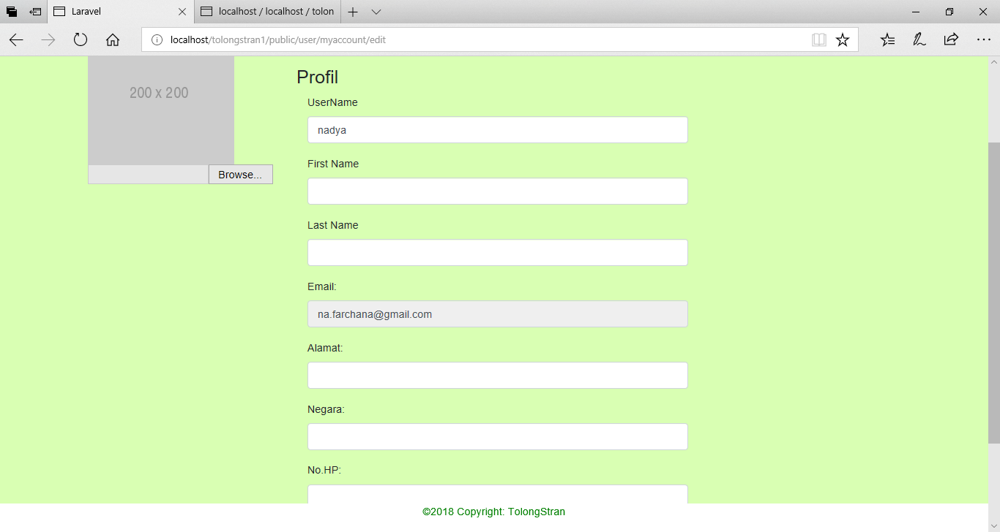 Laravel
localhost / localhost / tolon
localhost/tolongstran1/public/user/myaccount/edit
200 x 200
Browse...
Profil
UserName
nadya
First Name
Last Name
Email:
na.farchana@gmail.com
Alamat:
Negara:
No.HP:
©2018 Copyright: TolongStran